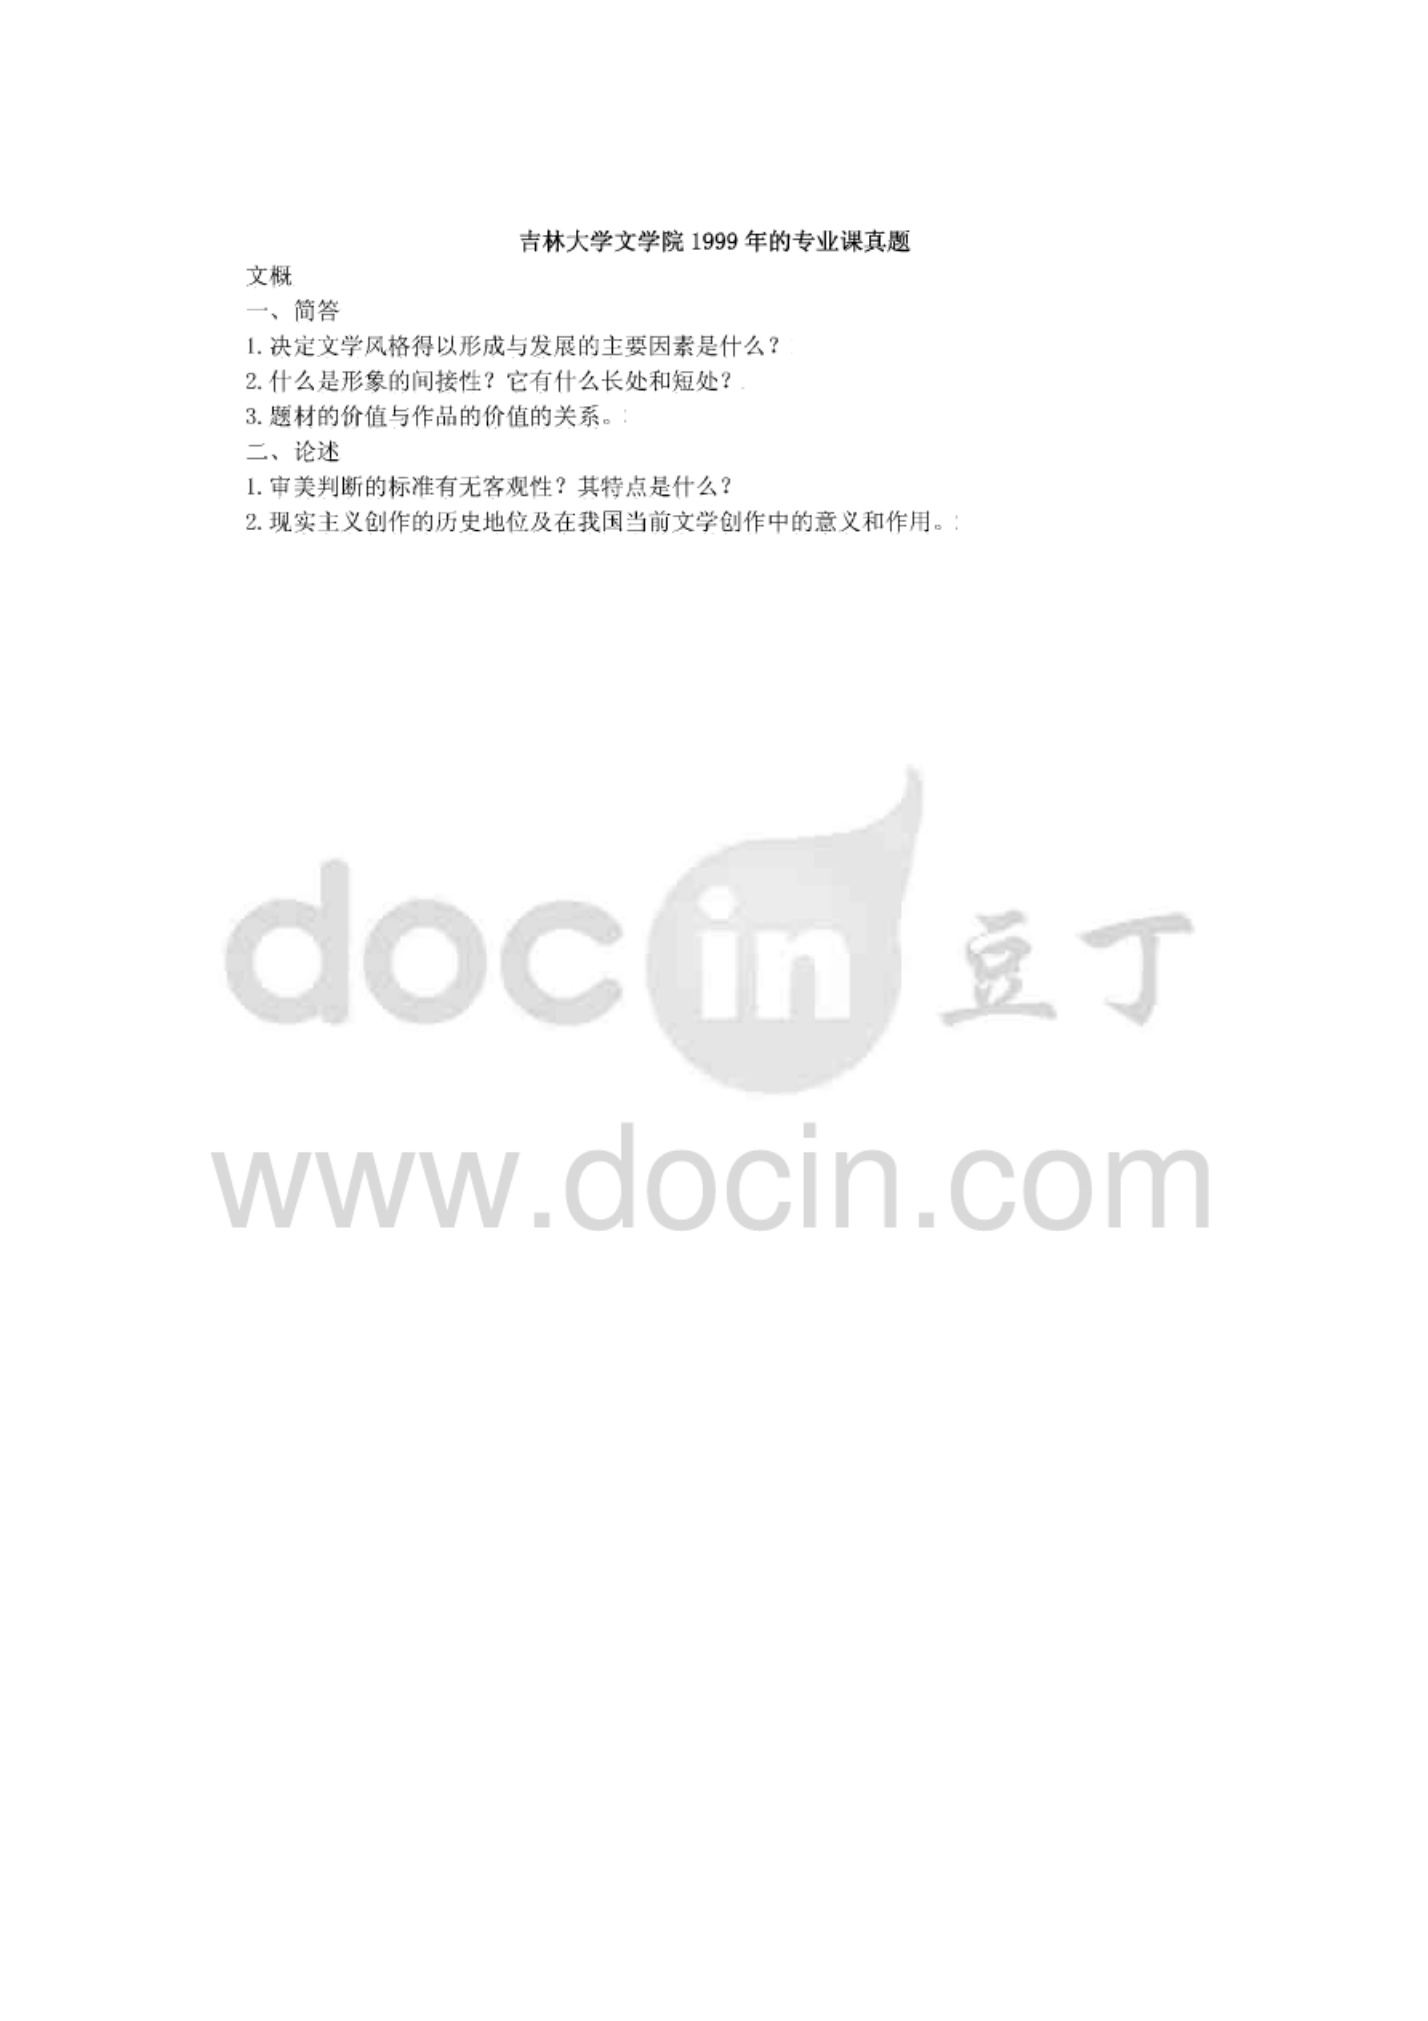 吉林大学文学院 1999 年的专业课真题
文概
一、简答
1.决定文学风格得以形成与发展的主要因素是什么？
2.什么是形象的间接性？它有什么长处和短处？
3.题材的价值与作品的价值的关系。
二、论述
1.审美判断的标准有无客观性？其特点是什么？
2.现实主义创作的历史地位及在我国当前文学创作中的意义和作用。
docin 豆丁
www.docin.com